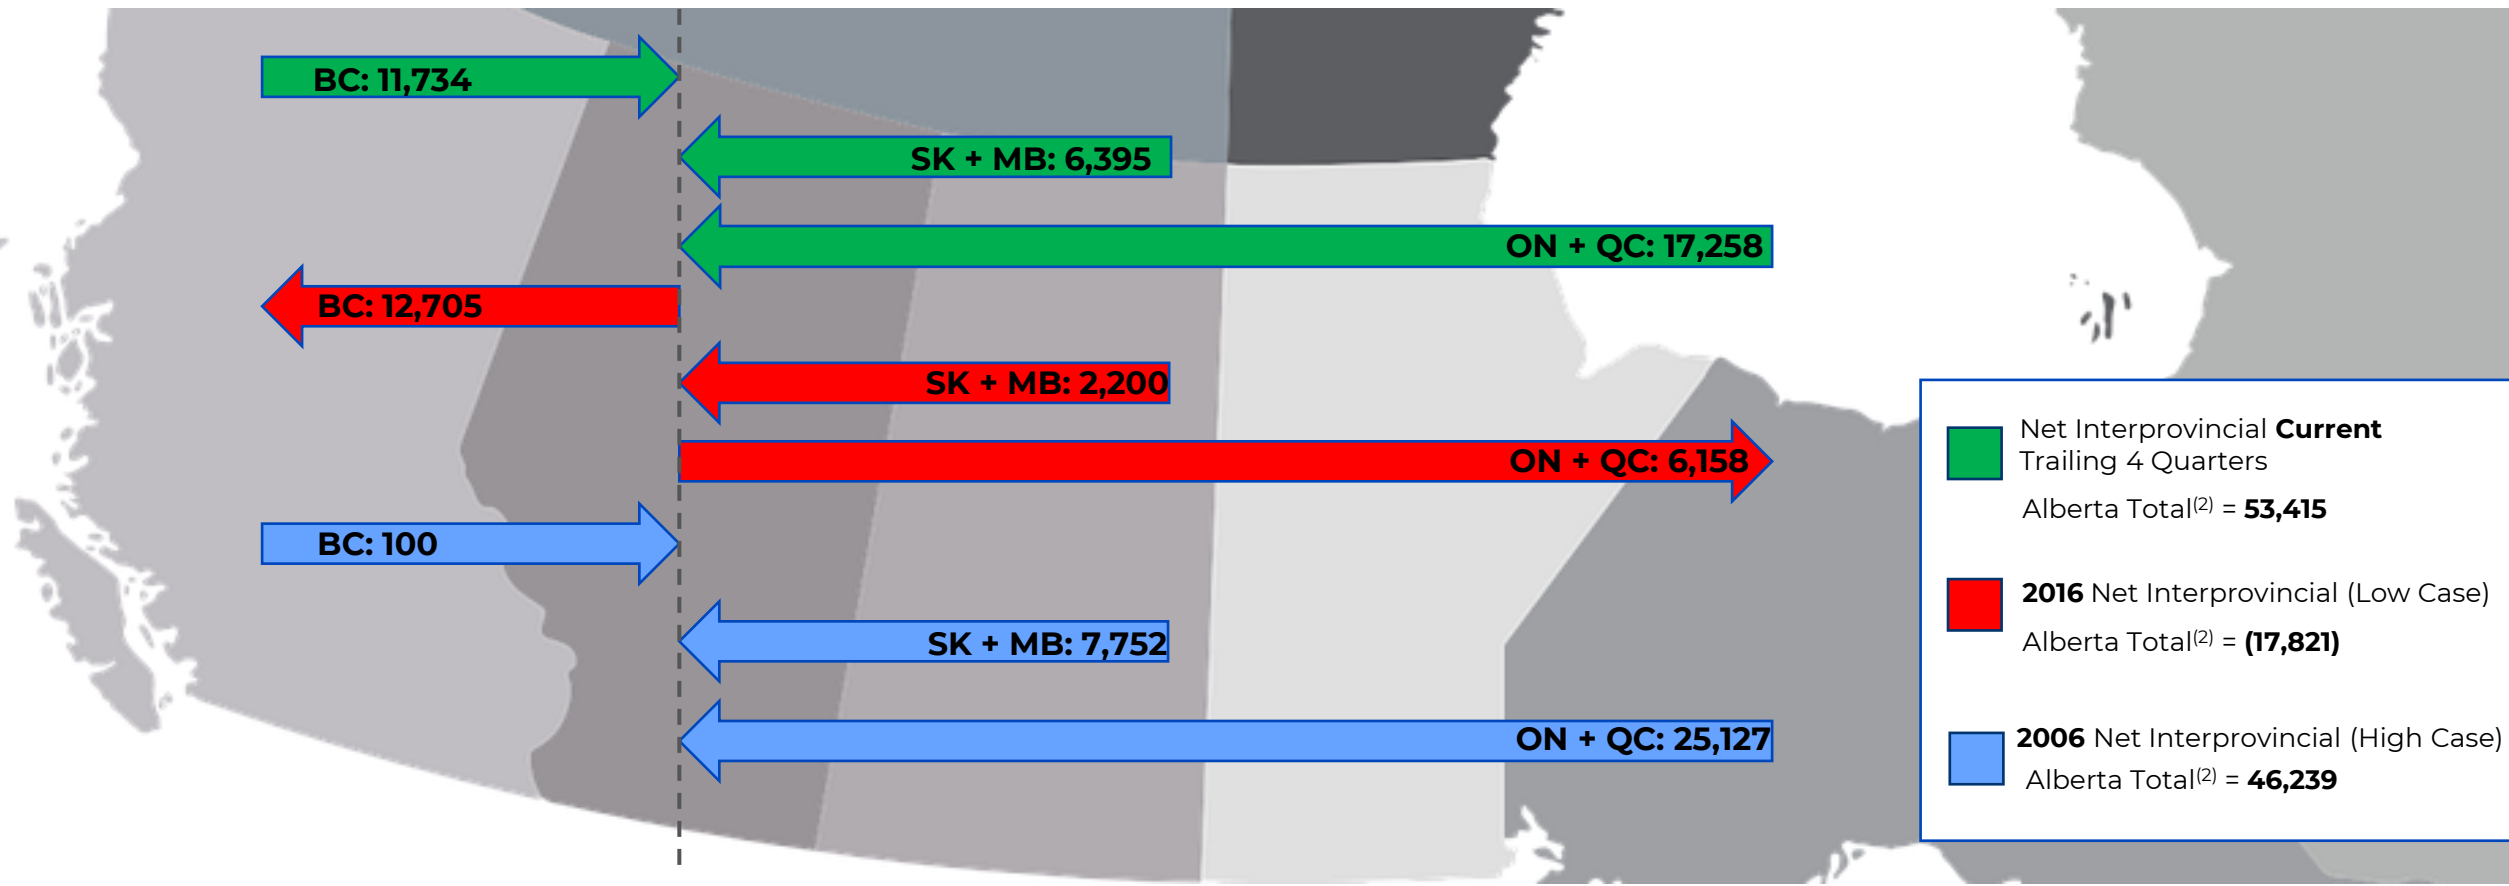 BC: 11,734
SK + MB: 6,395
ON + QC: 17,258
BC: 12,705
SK + MB: 2,200
ON + QC: 6,158
BC: 100
SK + MB: 7,752
ON + QC: 25,127
Net Interprovincial Current
Trailing 4 Quarters
Alberta Total(2) = 53,415
2016 Net Interprovincial (Low Case)
Alberta Total(2) = (17,821)
2006 Net Interprovincial (High Case)
Alberta Total(2) = 46,239